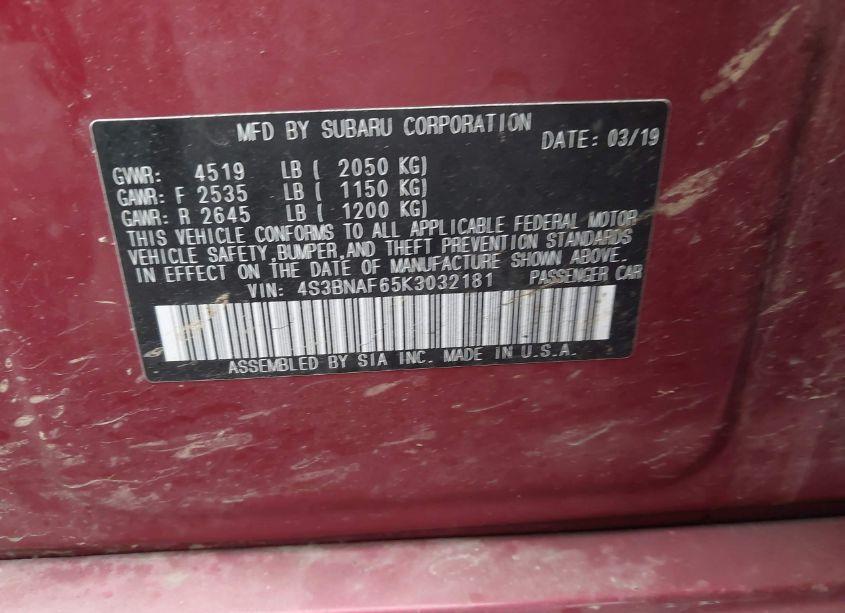 MFD BY SUBARU CORPORATION DATE: 03/19
GVWR: 4519 LB ( 2050 KG)
GAWR: F 2535 LB ( 1150 KG)
GAWR: R 2645 LB ( 1200 KG)
THIS VEHICLE CONFORMS TO ALL APPLICABLE FEDERAL MOTOR
VEHICLE SAFETY,BUMPER,AND THEFT PREVENTION STANDARDS
IN EFFECT ON THE DATE OF MANUFACTURE SHOWN ABOVE.
VIN: 4S3BNAF65K3032181 PASSENGER CAR
ASSEMBLED BY SIA INC. MADE IN U.S.A.